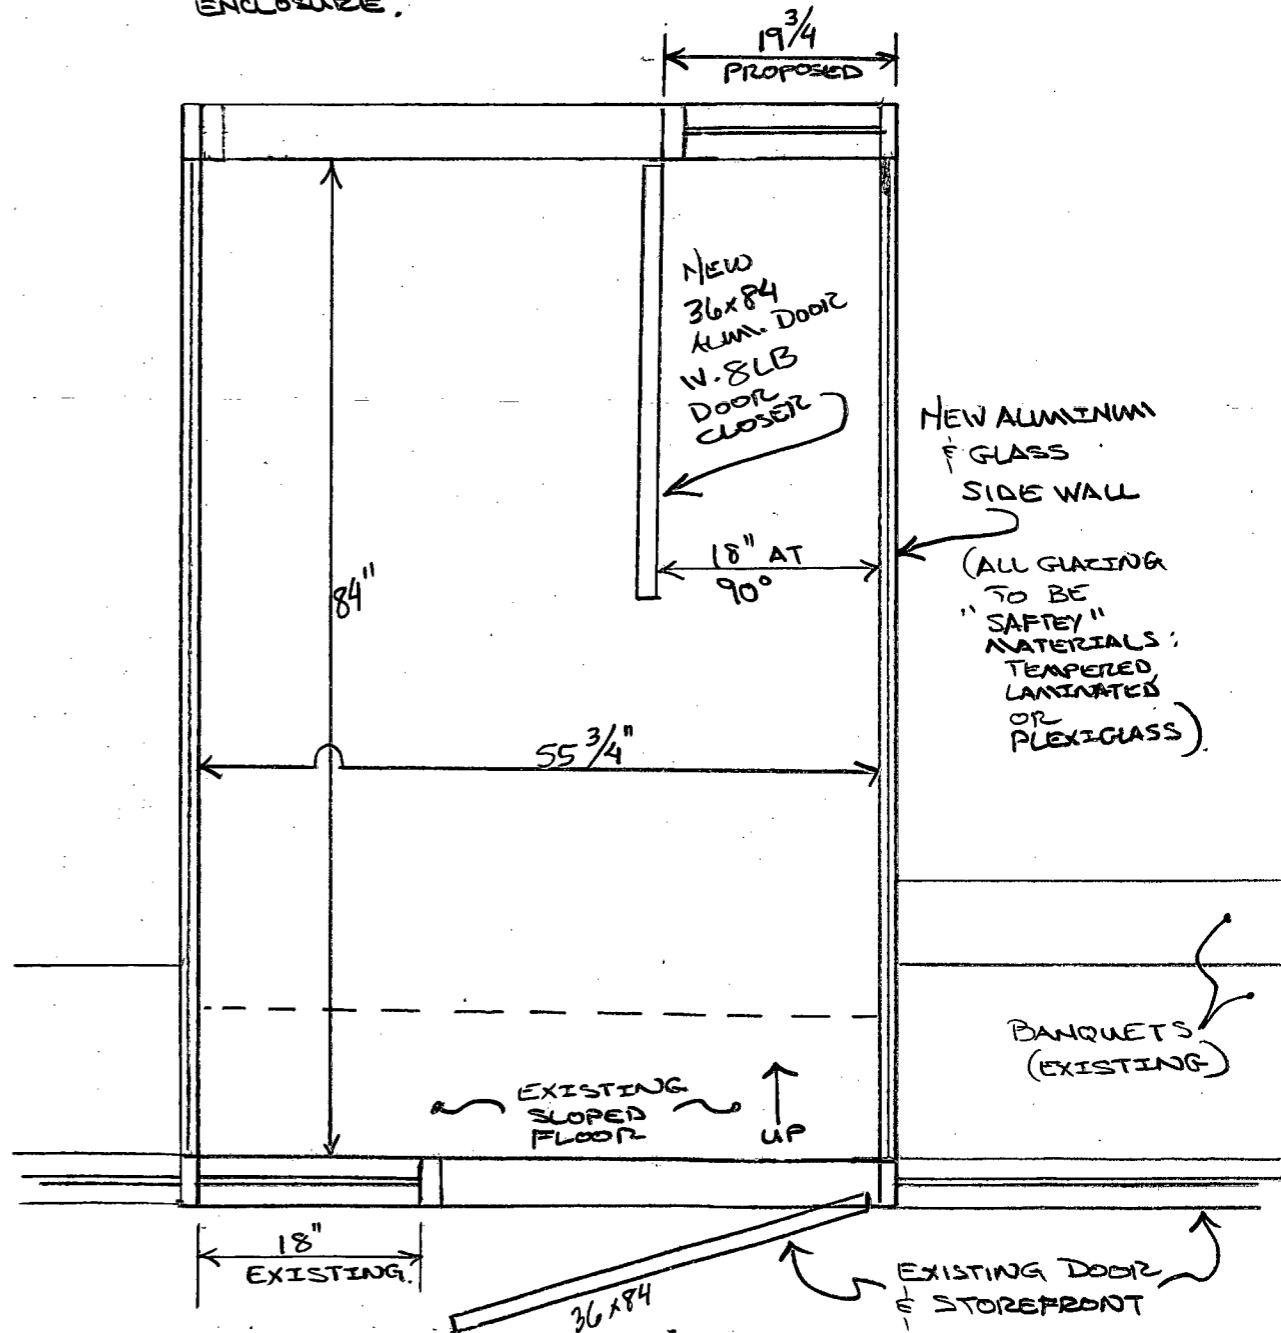 ENCLOSURE.
19 3/4
PROPOSED
NEW
36x84
ALUM. DOOR
W. 8LB
DOOR
CLOSER
NEW ALUMINUM
& GLASS
SIDE WALL
(ALL GLAZING
TO BE
"SAFTEY"
MATERIALS:
TEMPERED,
LAMINATED
OR
PLEXIGLASS).
18" AT
90°
84"
55 3/4"
BANQUETS
(EXISTING)
EXISTING
SLOPED
FLOOR
UP
18"
EXISTING.
36x84
EXISTING DOOR
& STOREFRONT